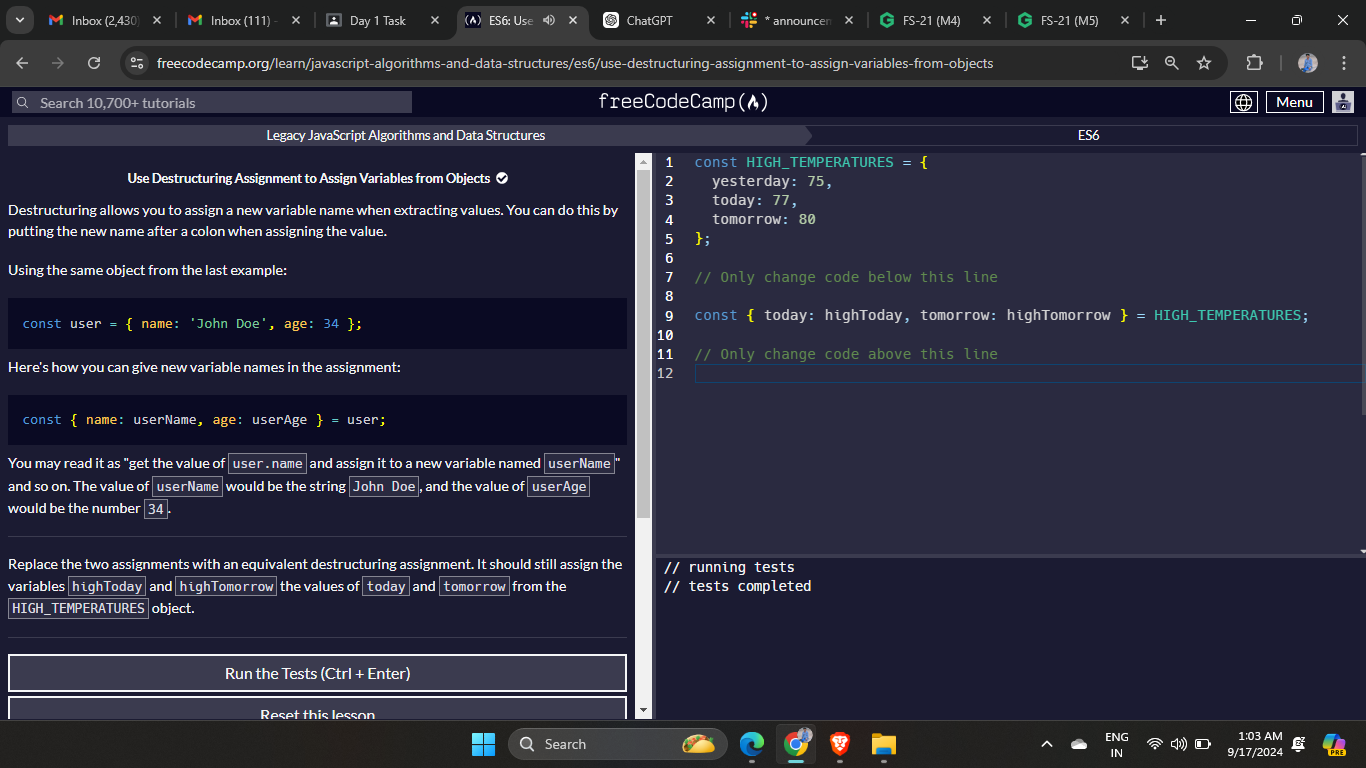 Inbox (2,430)
Inbox (111) -
Day 1 Task
ES6: Use
ChatGPT
* announcen
FS-21 (M4)
FS-21 (M5)
freecodecamp.org/learn/javascript-algorithms-and-data-structures/es6/use-destructuring-assignment-to-assign-variables-from-objects
Search 10,700+ tutorials
freeCodeCamp
Menu
Legacy JavaScript Algorithms and Data Structures
ES6
Use Destructuring Assignment to Assign Variables from Objects
Destructuring allows you to assign a new variable name when extracting values. You can do this by
putting the new name after a colon when assigning the value.
Using the same object from the last example:
const user = { name: 'John Doe', age: 34 };
Here's how you can give new variable names in the assignment:
const { name: userName, age: userAge } = user;
You may read it as "get the value of user.name and assign it to a new variable named userName"
and so on. The value of userName would be the string John Doe, and the value of userAge
would be the number 34.
Replace the two assignments with an equivalent destructuring assignment. It should still assign the
variables highToday and highTomorrow the values of today and tomorrow from the
HIGH_TEMPERATURES object.
Run the Tests (Ctrl + Enter)
Reset this lesson
1 const HIGH_TEMPERATURES = {
2 yesterday: 75,
3 today: 77,
4 tomorrow: 80
5 };
6
7 // Only change code below this line
8
9 const { today: highToday, tomorrow: highTomorrow } = HIGH_TEMPERATURES;
10
11 // Only change code above this line
12
// running tests
// tests completed
Search
ENG
IN
1:03 AM
9/17/2024
PRE